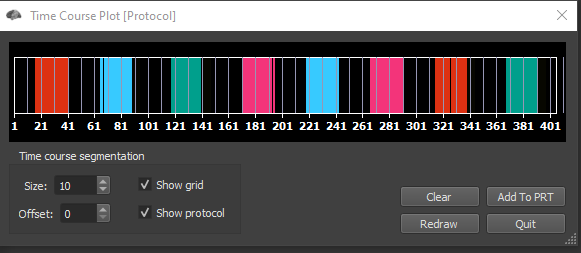 Time Course Plot [Protocol]
1 21 41 61 81 101 121 141 161 181 201 221 241 261 281 301 321 341 361 381 401
Time course segmentation
Size: 10 Show grid
Offset: 0 Show protocol
Clear Add To PRT
Redraw Quit